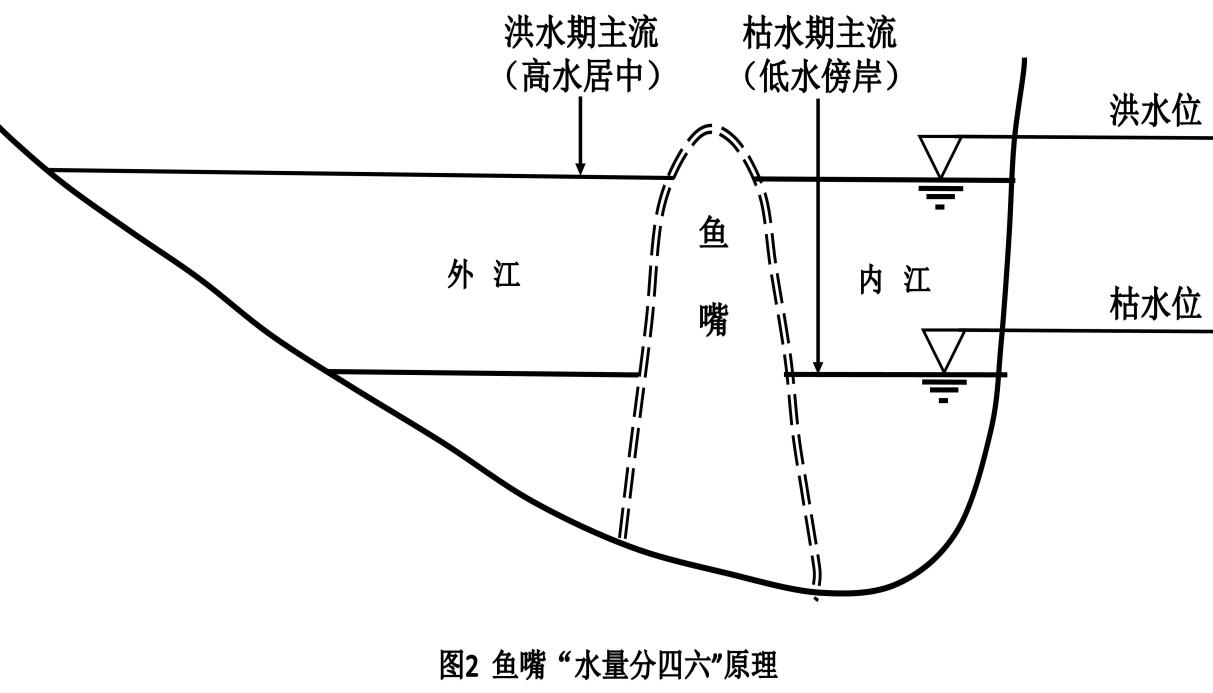 洪水期主流
（高水居中）
枯水期主流
（低水傍岸）
洪水位
鱼
嘴
外 江
内 江
枯水位
图2 鱼嘴“水量分四六”原理